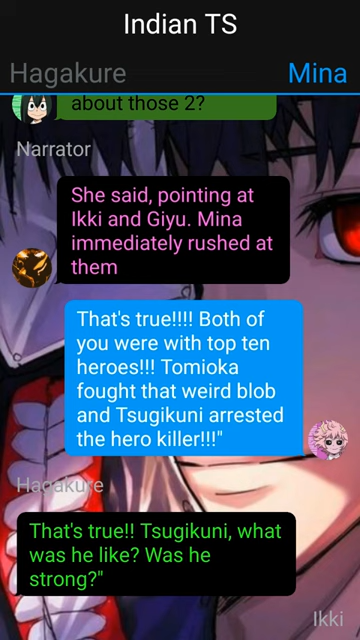 Indian TS
Hagakure
Mina
about those 2?
Narrator
She said, pointing at
Ikki and Giyu. Mina
immediately rushed at
them
That's true!!!! Both of
you were with top ten
heroes!!! Tomioka
fought that weird blob
and Tsugikuni arrested
the hero killer!!!"
Hagakure
That's true!! Tsugikuni, what
was he like? Was he
strong?"
Ikki